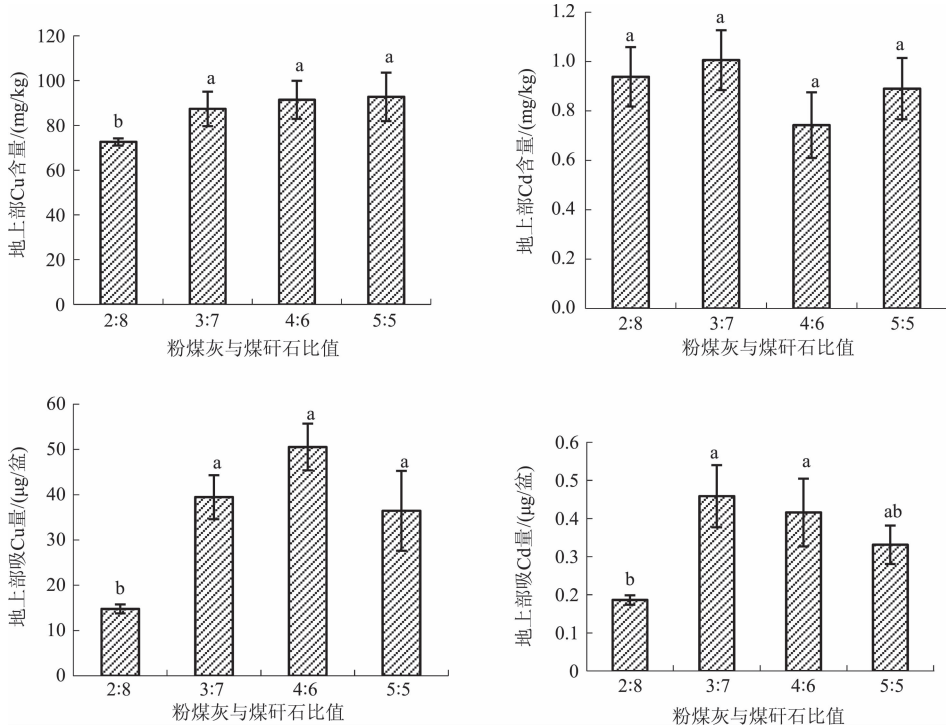 地上部Cu含量/(mg/kg)
120
100
80
60
40
20
0
b
a
a
a
2:8
3:7
4:6
5:5
粉煤灰与煤矸石比值
地上部Cd含量/(mg/kg)
1.2
1.0
0.8
0.6
0.4
0.2
0.0
a
a
a
a
2:8
3:7
4:6
5:5
粉煤灰与煤矸石比值
地上部吸Cu量/(μg/盆)
60
50
40
30
20
10
0
b
a
a
a
2:8
3:7
4:6
5:5
粉煤灰与煤矸石比值
地上部吸Cd量/(μg/盆)
0.6
0.5
0.4
0.3
0.2
0.1
0
b
a
a
ab
2:8
3:7
4:6
5:5
粉煤灰与煤矸石比值